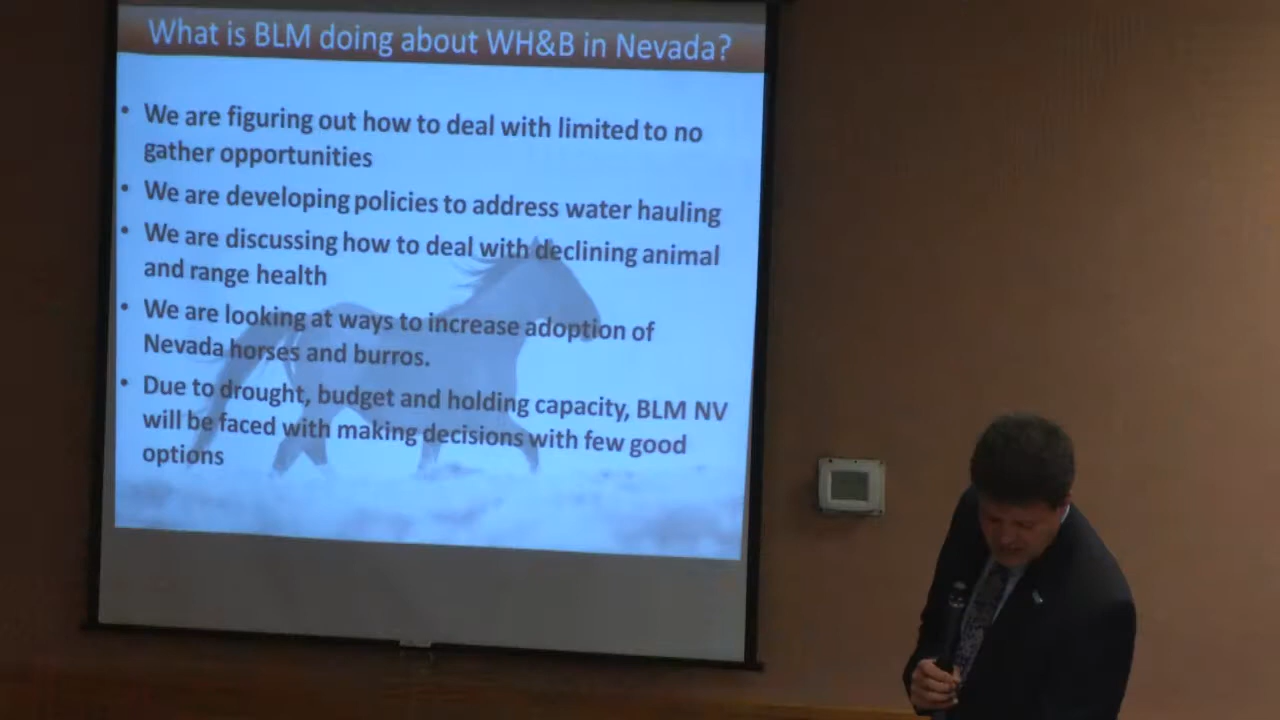 What is BLM doing about WH&B in Nevada?
• We are figuring out how to deal with limited to no
gather opportunities
• We are developing policies to address water hauling
• We are discussing how to deal with declining animal
and range health
• We are looking at ways to increase adoption of
Nevada horses and burros.
• Due to drought, budget and holding capacity, BLM NV
will be faced with making decisions with few good
options